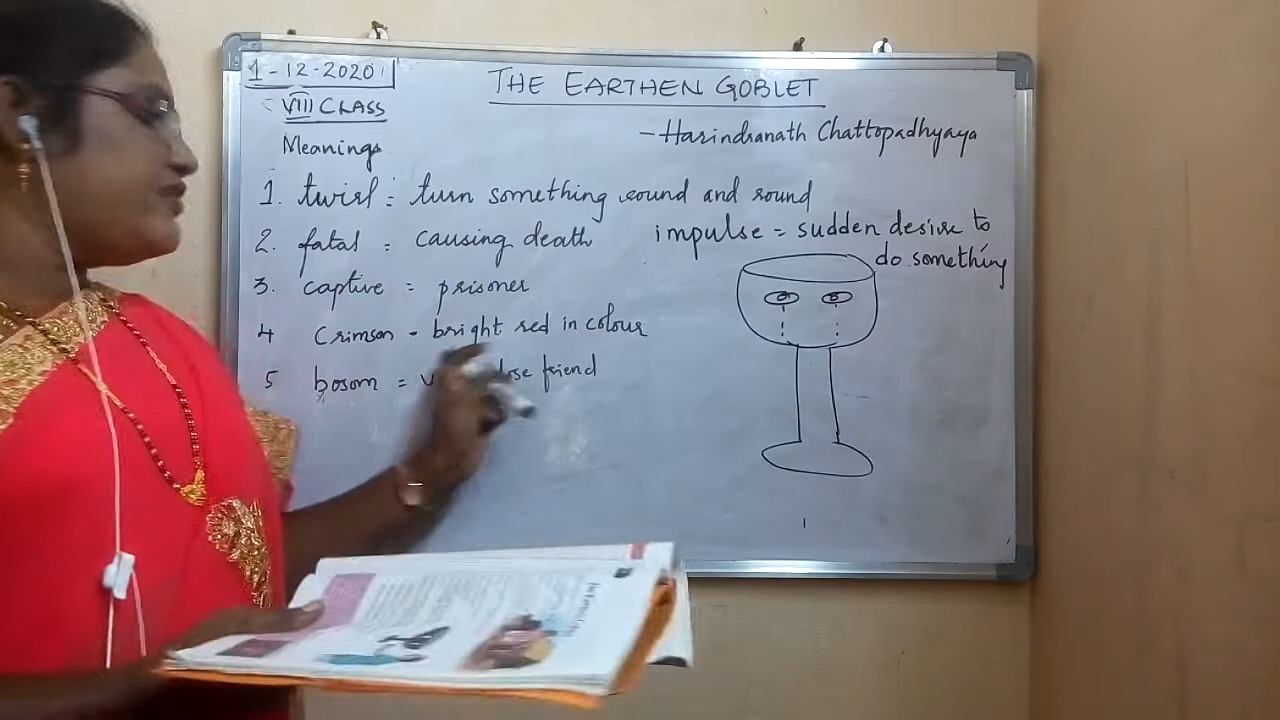 1-12-2020
THE EARTHEN GOBLET
VIII CLASS
- Harindranath Chattopadhyaya
Meanings
1. twirl = turn something round and round
2. fatal = causing death
impulse = sudden desire to
do something
3. captive = prisoner
4 Crimson - bright red in colour
5 bosom = friend